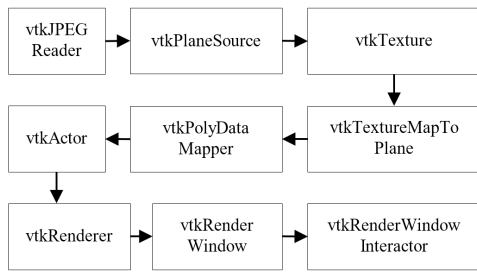 vtkJPEG
Reader
vtkPlaneSource
vtkTexture
vtkTextureMapTo
Plane
vtkPolyData
Mapper
vtkActor
vtkRenderer
vtkRender
Window
vtkRenderWindow
Interactor